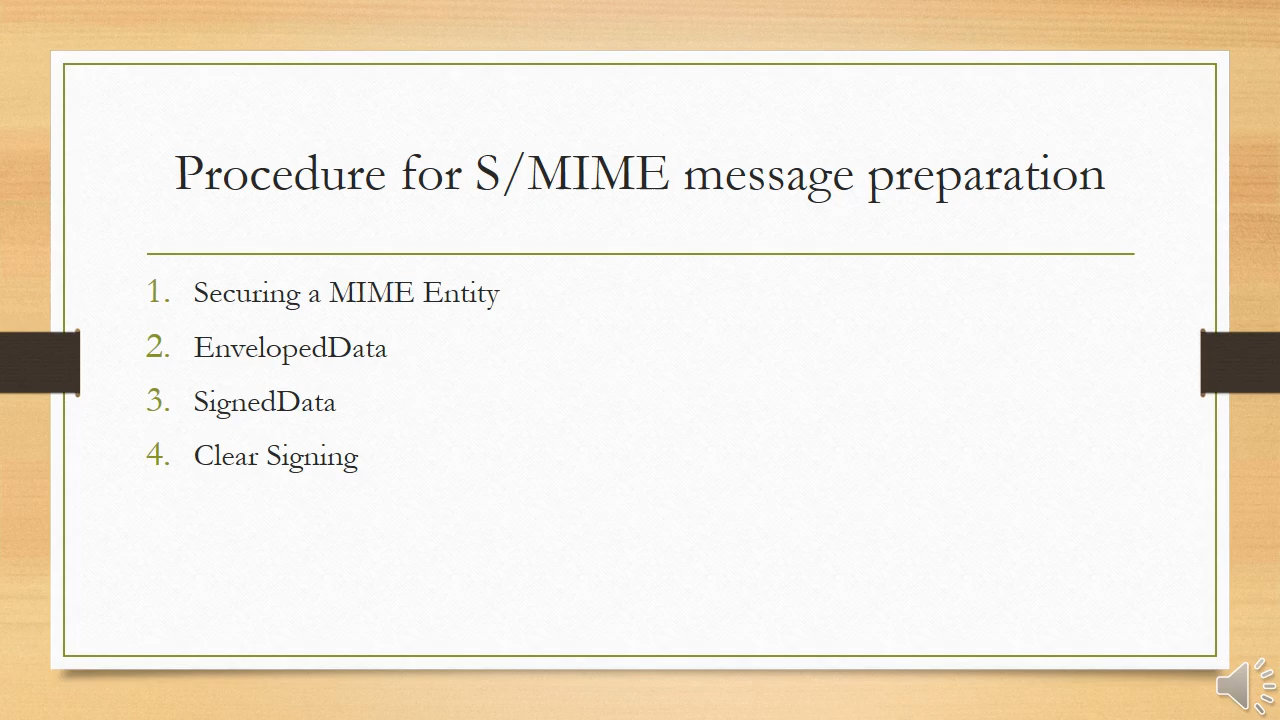 Procedure for S/MIME message preparation
1. Securing a MIME Entity
2. EnvelopedData
3. SignedData
4. Clear Signing